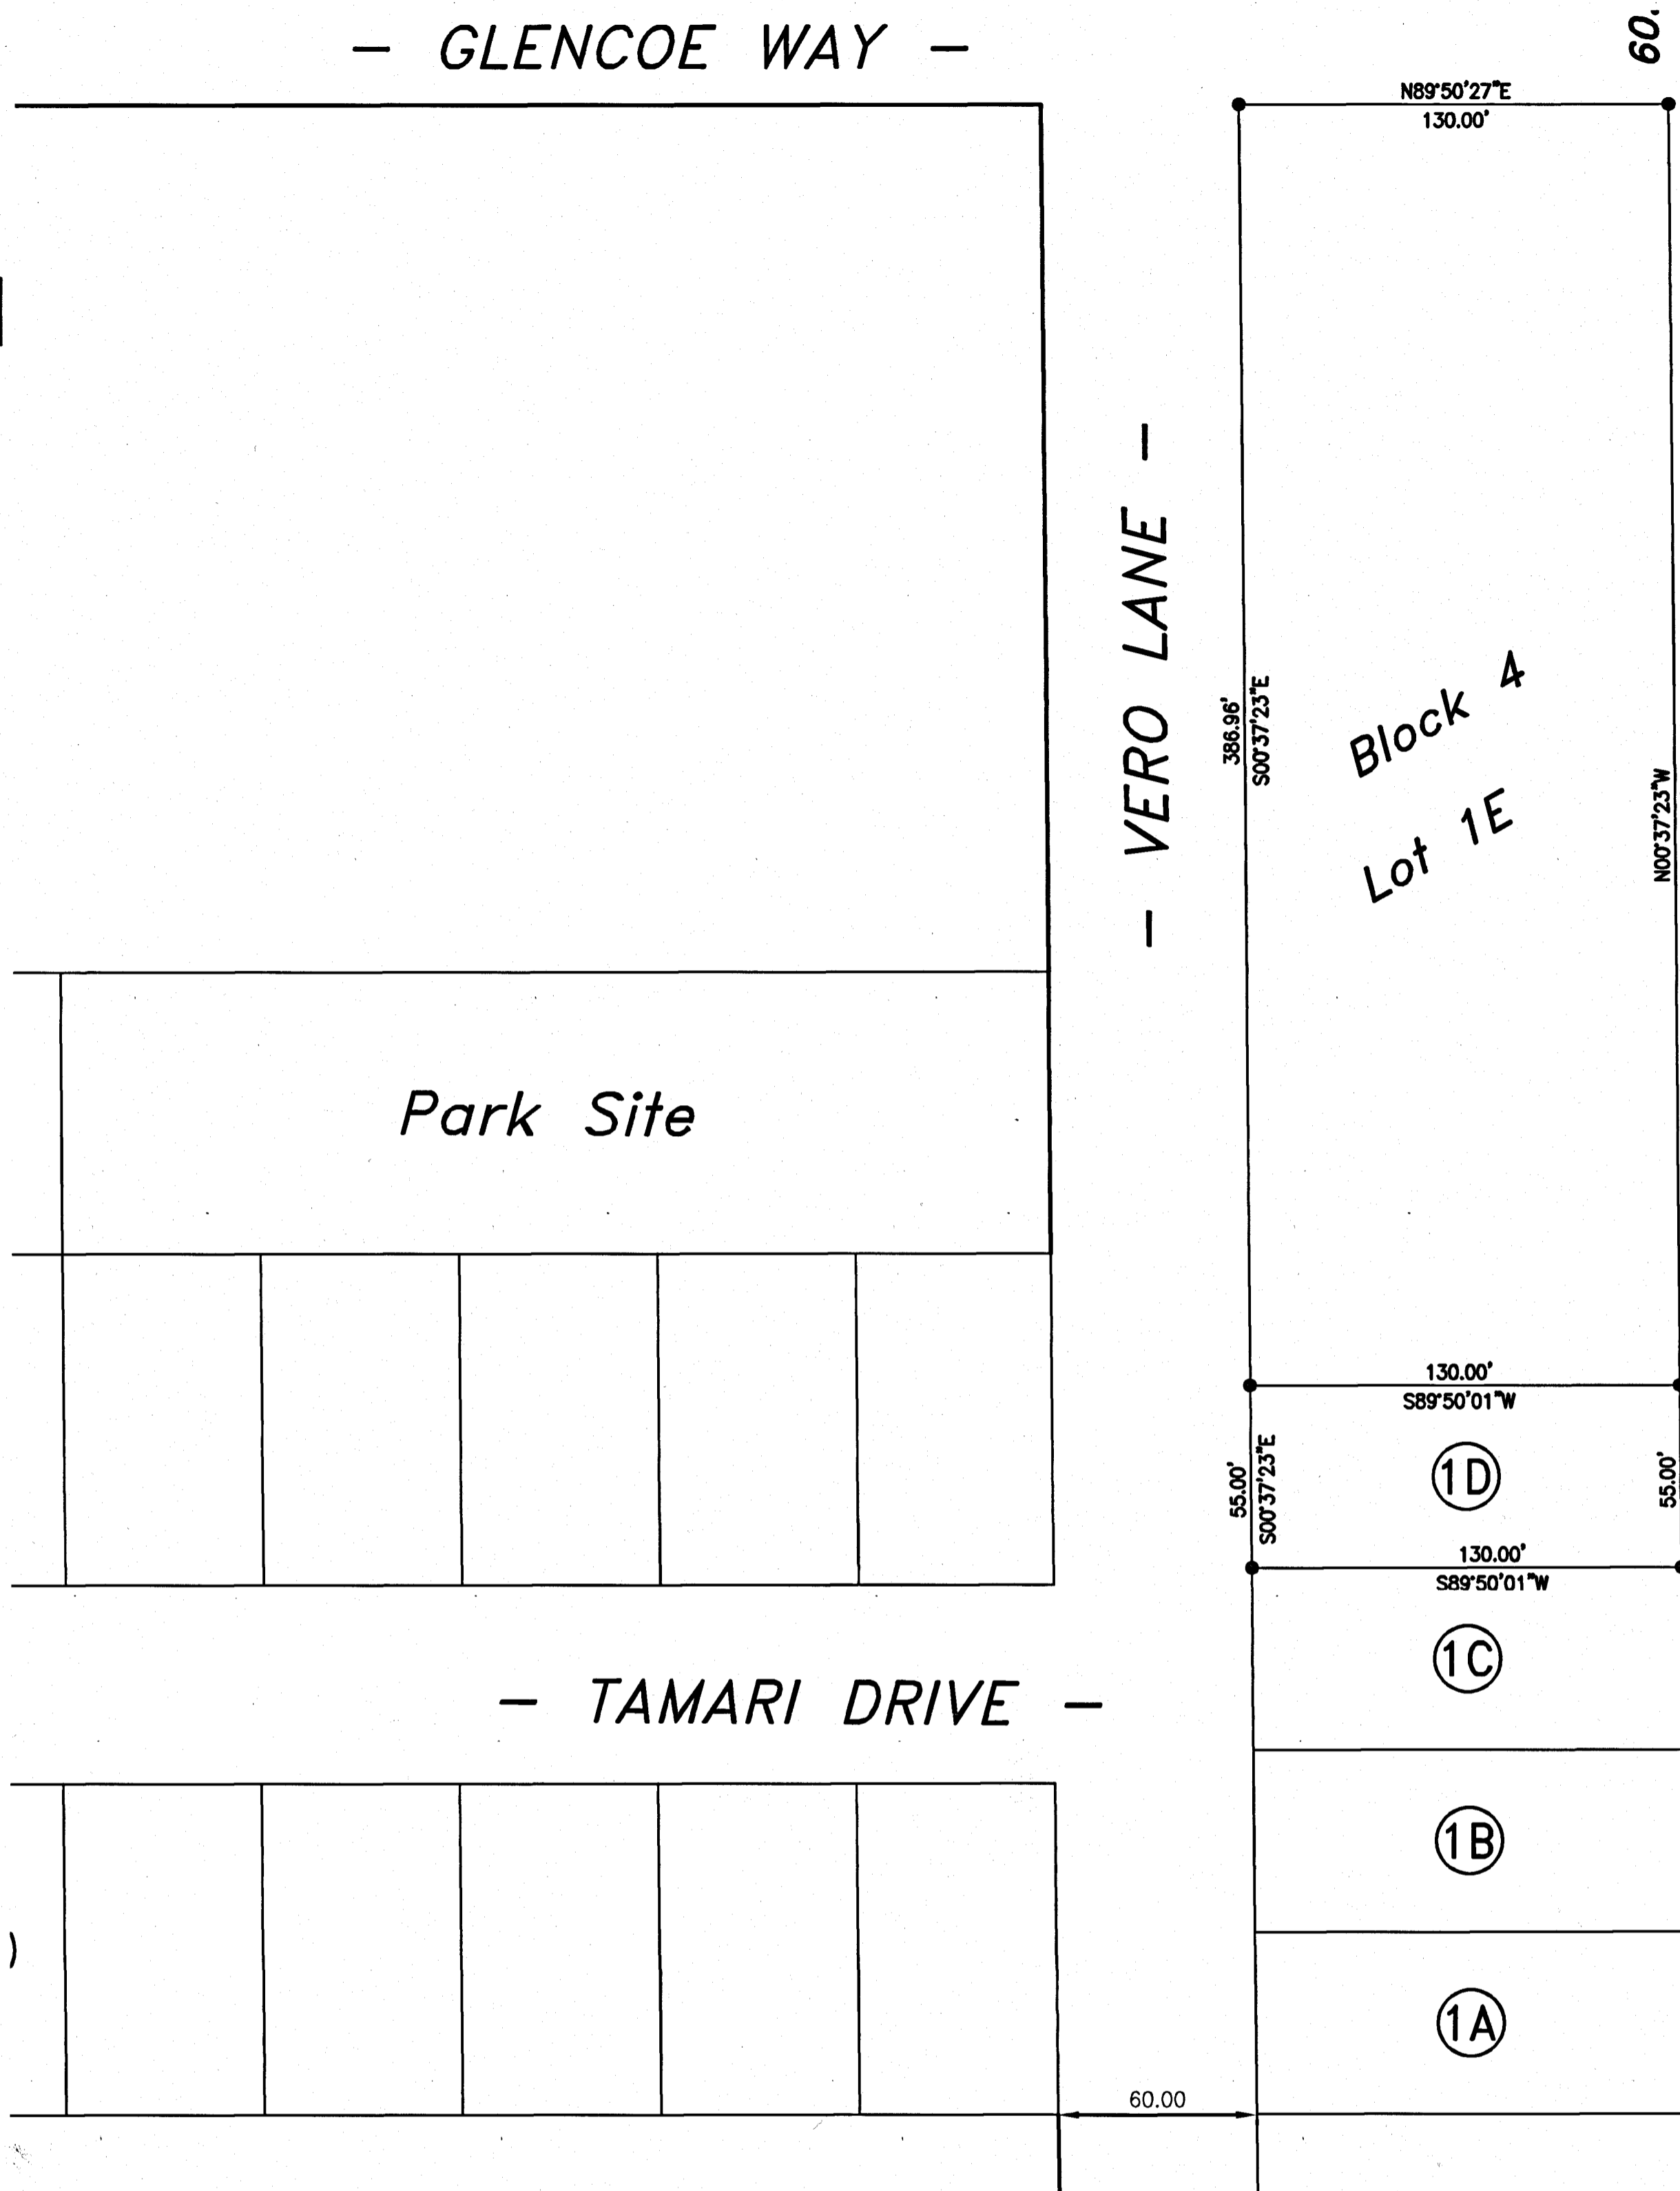 - GLENCOE WAY -
60.
N89°50'27"E
130.00'
- VERO LANE -
386.96'
S00°37'23"E
Block 4
Lot 1E
N00°37'23"W
Park Site
130.00'
S89°50'01"W
55.00'
S00°37'23"E
1D
55.00'
130.00'
S89°50'01"W
1C
- TAMARI DRIVE -
1B
1A
60.00